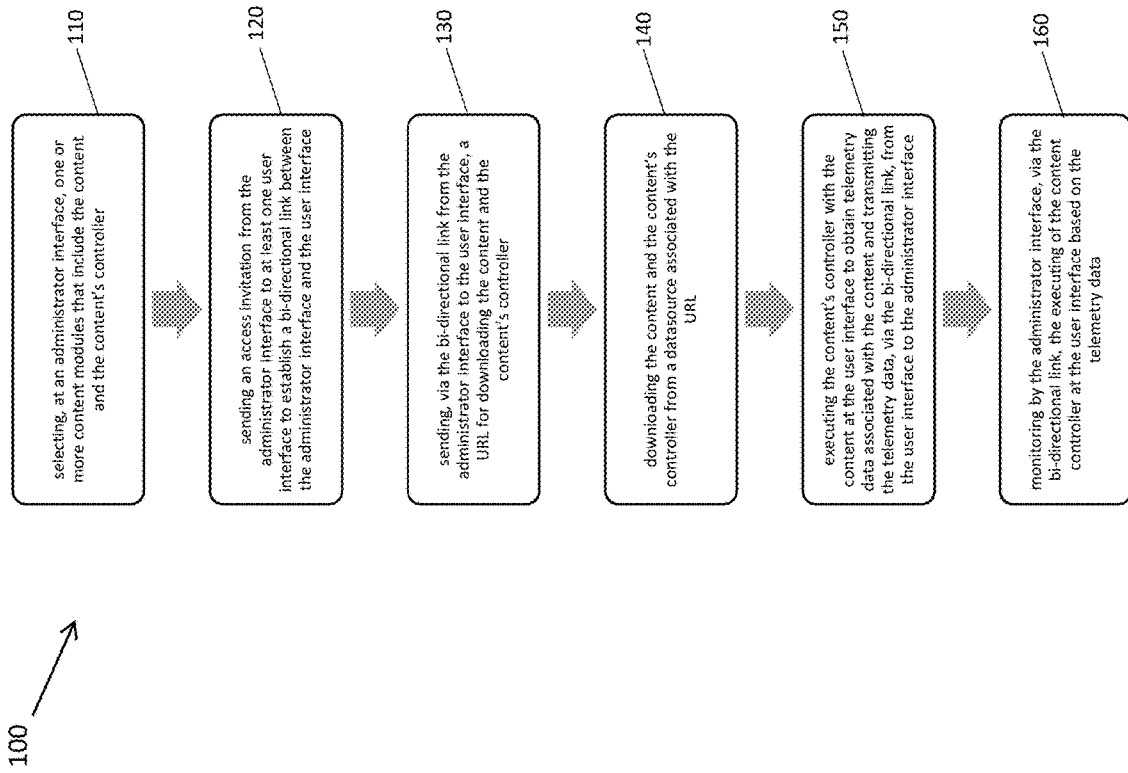 100
selecting, at an administrator interface, one or
more content modules that include the content
and the content's controller
110
sending an access invitation from the
administrator interface to at least one user
interface to establish a bi-directional link between
the administrator interface and the user interface
120
sending, via the bi-directional link from the
administrator interface to the user interface, a
URL for downloading the content and the
content's controller
130
downloading the content and the content's
controller from a datasource associated with the
URL
140
executing the content's controller with the
content at the user interface to obtain telemetry
data associated with the content and transmitting
the telemetry data, via the bi-directional link, from
the user interface to the administrator interface
150
monitoring by the administrator interface, via the
bi-directional link, the executing of the content
controller at the user interface based on the
telemetry data
160